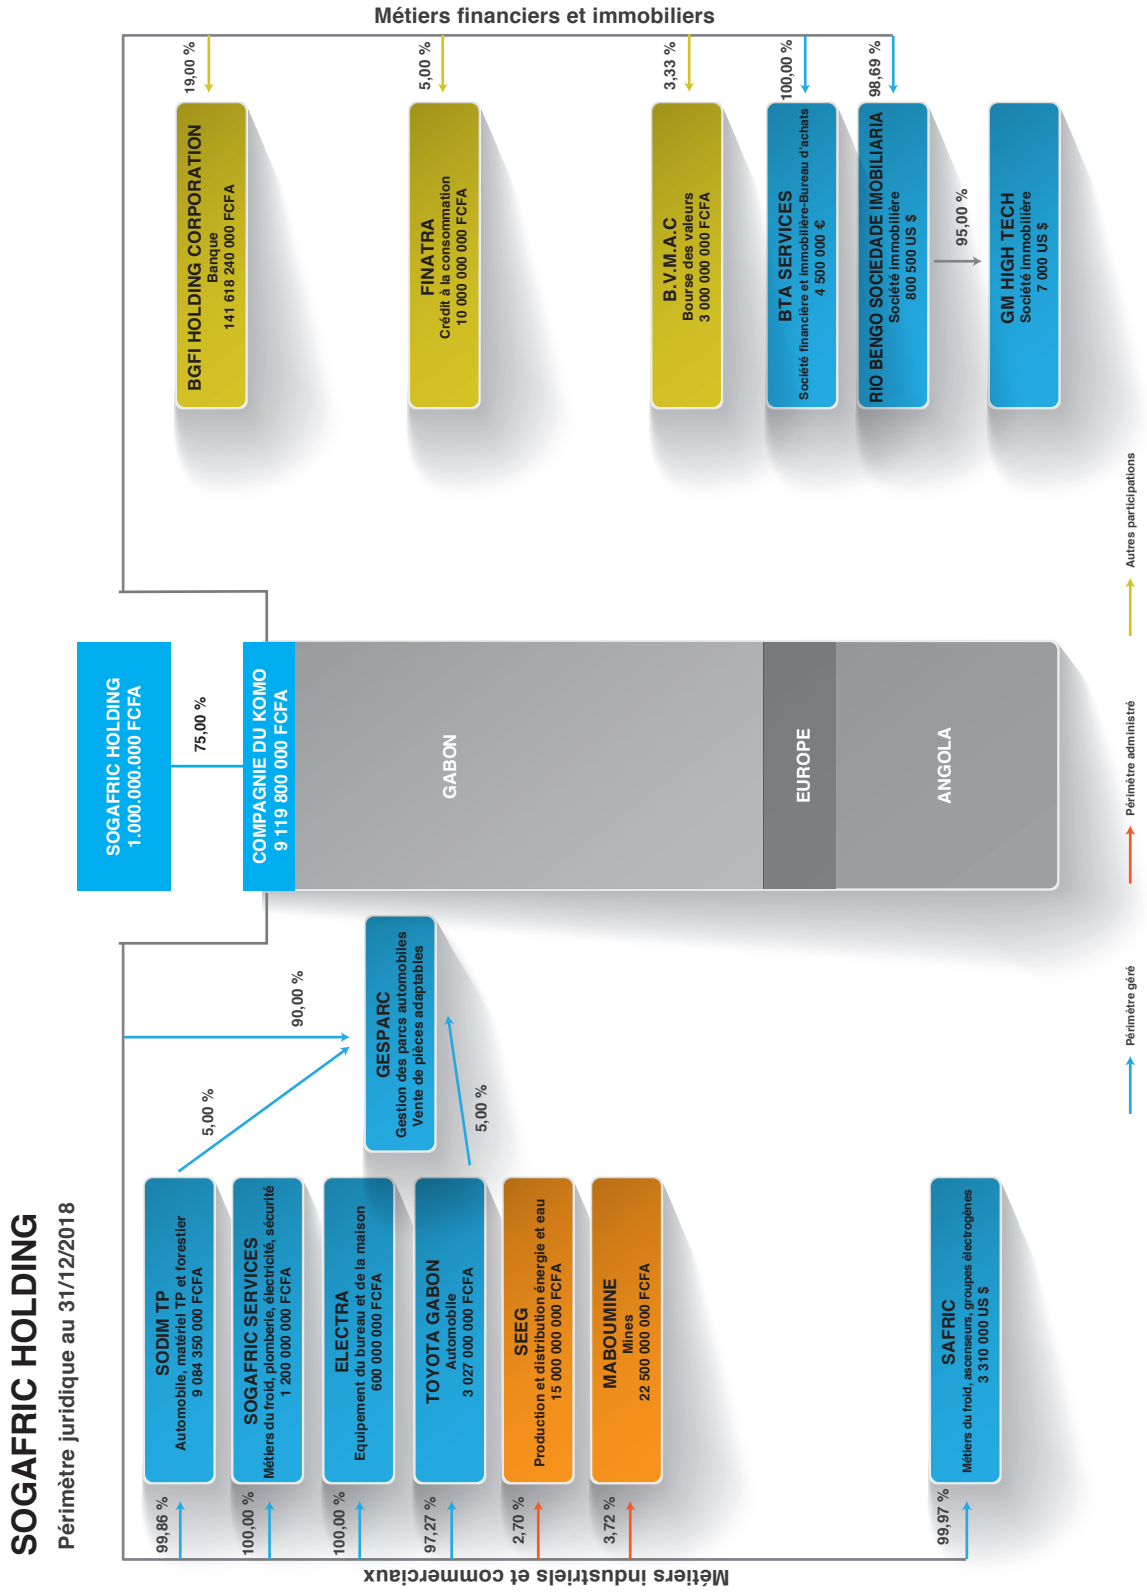 SOGAFRIC HOLDING
Périmètre juridique au 31/12/2018
SOGAFRIC HOLDING
1.000.000.000 FCFA
75,00 %
COMPAGNIE DU KOMO
9 119 800 000 FCFA
GABON
EUROPE
ANGOLA
Métiers industriels et commerciaux
99,86 %
SODIM TP
Automobile, matériel TP et forestier
9 084 350 000 FCFA
5,00 %
90,00 %
100,00 %
SOGAFRIC SERVICES
Métiers du froid, plomberie, électricité, sécurité
1 200 000 000 FCFA
100,00 %
ELECTRA
Equipement du bureau et de la maison
600 000 000 FCFA
GESPARC
Gestion des parcs automobiles
Vente de pièces adaptables
97,27 %
TOYOTA GABON
Automobile
3 027 000 000 FCFA
5,00 %
2,70 %
SEEG
Production et distribution énergie et eau
15 000 000 000 FCFA
3,72 %
MABOUMINE
Mines
22 500 000 000 FCFA
99,97 %
SAFRIC
Métiers du froid, ascenseurs, groupes électrogènes
3 310 000 US $
Métiers financiers et immobiliers
19,00 %
BGFI HOLDING CORPORATION
Banque
141 618 240 000 FCFA
5,00 %
FINATRA
Crédit à la consommation
10 000 000 000 FCFA
3,33 %
B.V.M.A.C
Bourse des valeurs
3 000 000 000 FCFA
100,00 %
BTA SERVICES
Société financière et immobilière-Bureau d'achats
4 500 000 €
98,69 %
RIO BENGO SOCIEDADE IMOBILIARIA
Société immobilière
800 500 US $
95,00 %
GM HIGH TECH
Société immobilière
7 000 US $
Périmètre géré
Périmètre administré
Autres participations